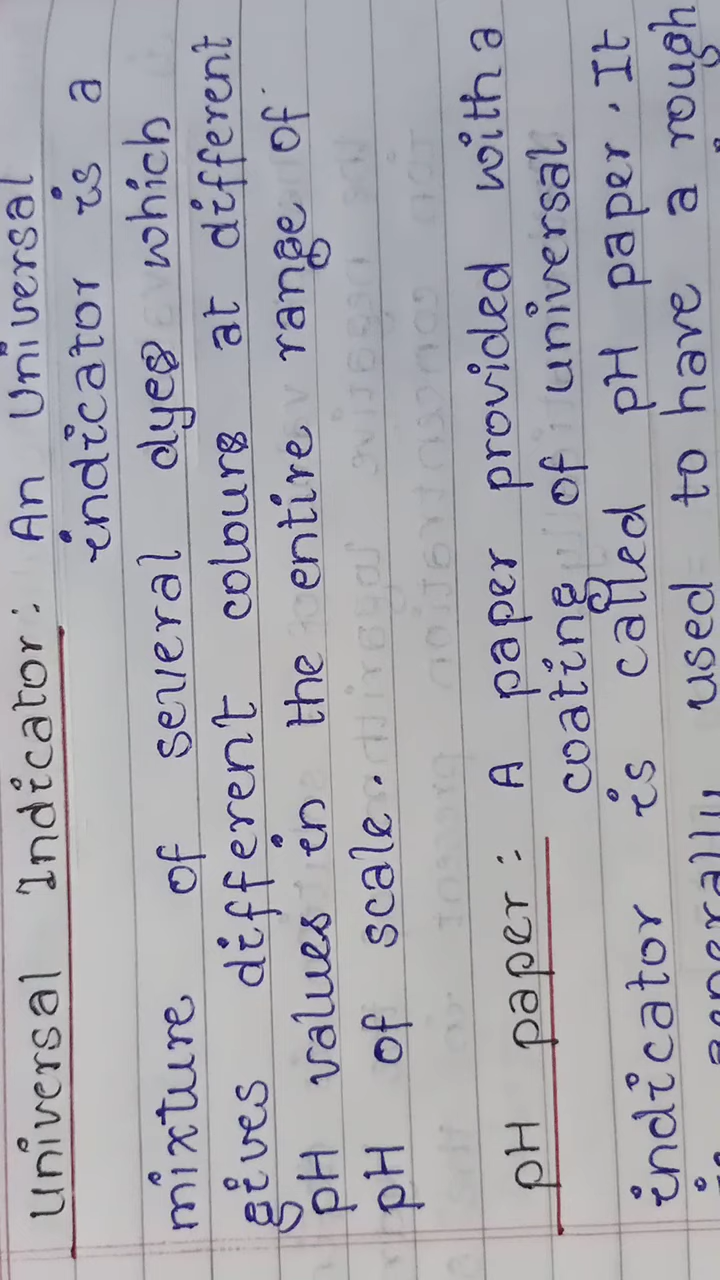 Universal Indicator: An Universal
indicator is a
mixture of several dyes which
gives different colours at different
pH values in the entire range of
pH of scale.
pH paper: A paper provided with a
coating of universal
indicator is called pH paper. It
is generally used to have a rough